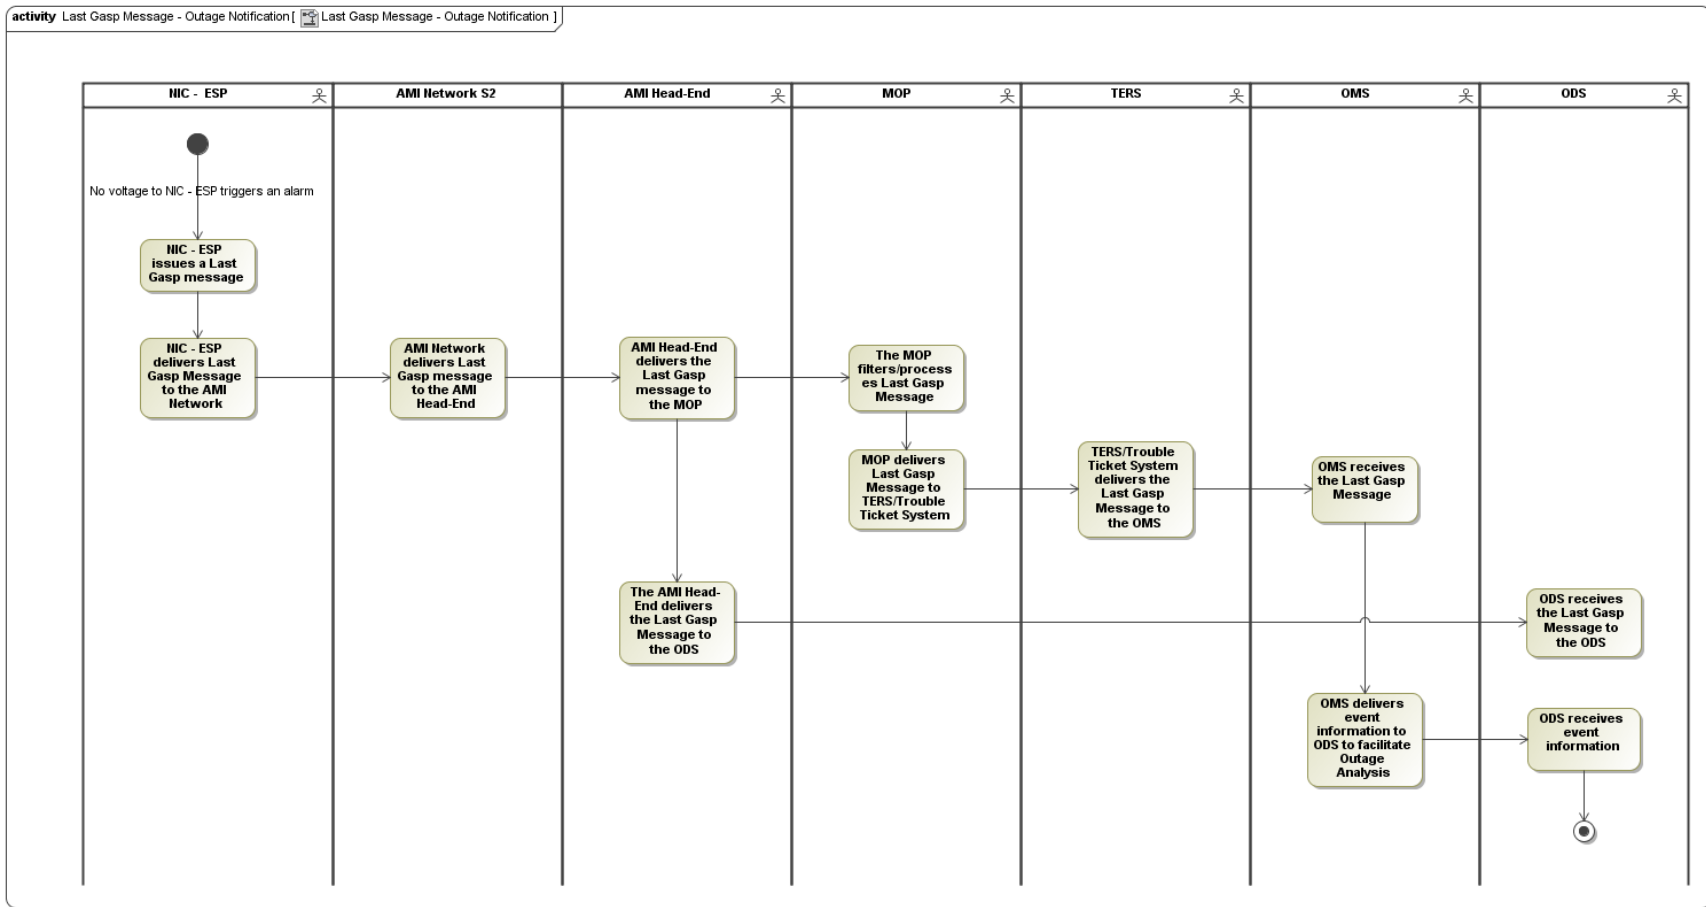 activity Last Gasp Message - Outage Notification [ Last Gasp Message - Outage Notification ]
NIC - ESP
AMI Network S2
AMI Head-End
MOP
TERS
OMS
ODS
No voltage to NIC - ESP triggers an alarm
NIC - ESP
issues a Last
Gasp message
NIC - ESP
delivers Last
Gasp Message
to the AMI
Network
AMI Network
delivers Last
Gasp message
to the AMI
Head-End
AMI Head-End
delivers the
Last Gasp
message to
the MOP
The MOP
filters/process
es Last Gasp
Message
MOP delivers
Last Gasp
Message to
TERS/Trouble
Ticket System
TERS/Trouble
Ticket System
delivers the
Last Gasp
Message to
the OMS
OMS receives
the Last Gasp
Message
The AMI Head-
End delivers
the Last Gasp
Message to
the ODS
ODS receives
the Last Gasp
Message to
the ODS
OMS delivers
event
information to
ODS to facilitate
Outage
Analysis
ODS receives
event
information